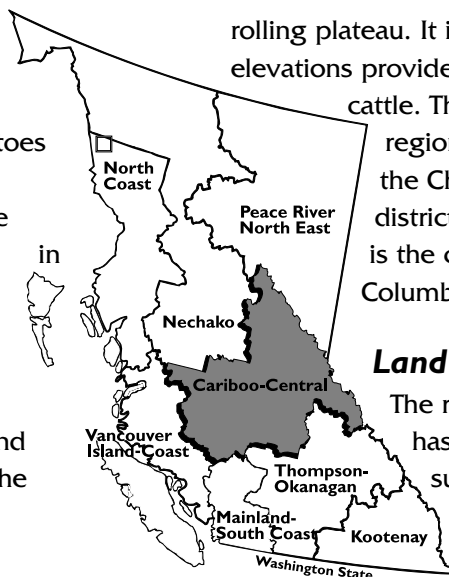 rolling plateau. It i
elevations provide
cattle. Th
region
the Ch
district
is the c
Columb
Land
The r
has
su
toes
e
in
nd
he
North
Coast
Peace River
North East
Nechako
Cariboo-Central
Vancouver
Island-Coast
Thompson-
Okanagan
Mainland-
South Coast
Kootenay
Washington State